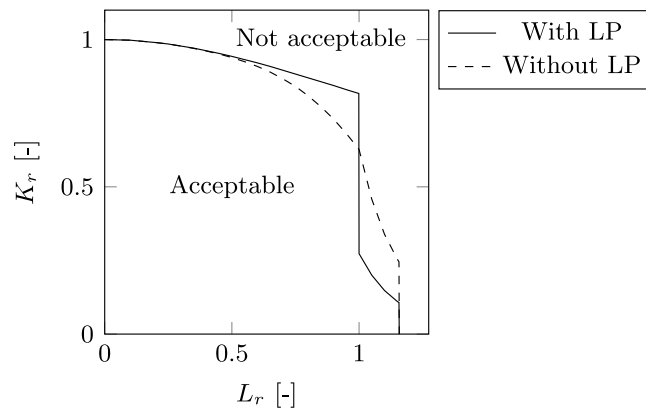 Not acceptable
With LP
Without LP
Acceptable
K_r [-]
1
0.5
0
0
0.5
1
L_r [-]